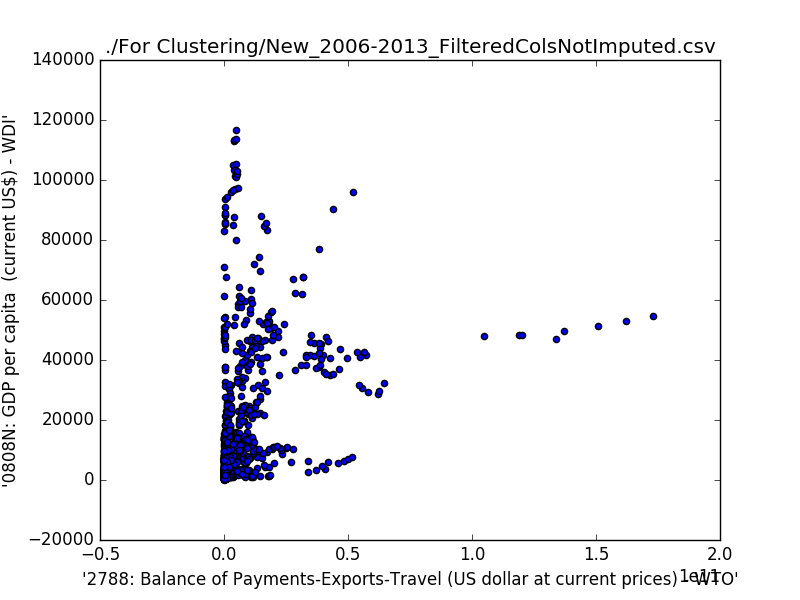 ./For Clustering/New_2006-2013_FilteredColsNotImputed.csv
140000
120000
100000
80000
60000
40000
20000
0
−20000
'0808N: GDP per capita  (current US$) - WDI'
−0.5 0.0 0.5 1.0 1.5 2.0
1e11
'2788: Balance of Payments-Exports-Travel (US dollar at current prices) - WTO'